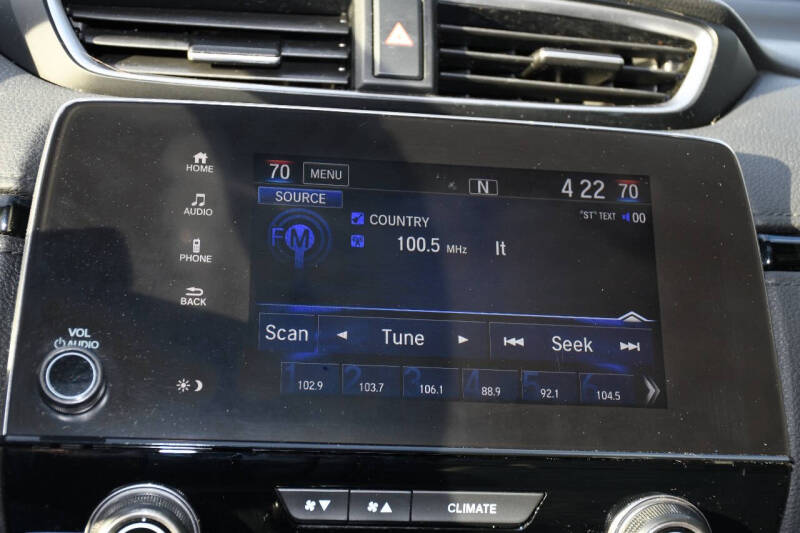 HOME
AUDIO
PHONE
BACK
VOL
AUDIO
70 MENU N 4 22 70
SOURCE
FM
COUNTRY "ST" TEXT 00
100.5 MHz It
Scan Tune Seek
1 2 3 4 5 6
102.9 103.7 106.1 88.9 92.1 104.5
CLIMATE